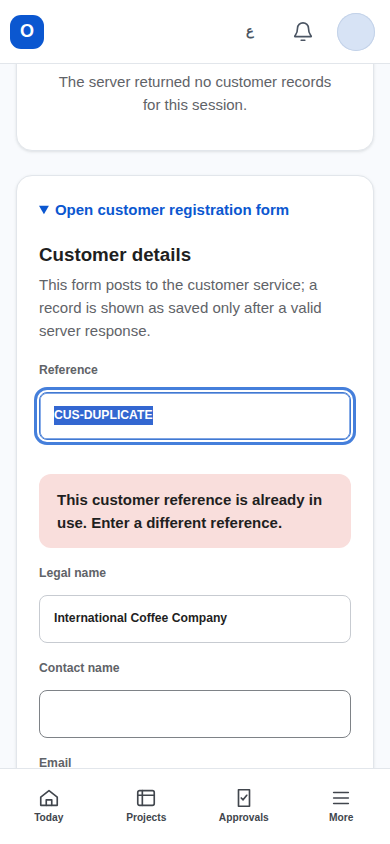 O
ع
The server returned no customer records
for this session.
Open customer registration form
Customer details
This form posts to the customer service; a
record is shown as saved only after a valid
server response.
Reference
CUS-DUPLICATE
This customer reference is already in
use. Enter a different reference.
Legal name
International Coffee Company
Contact name
Email
Today
Projects
Approvals
More